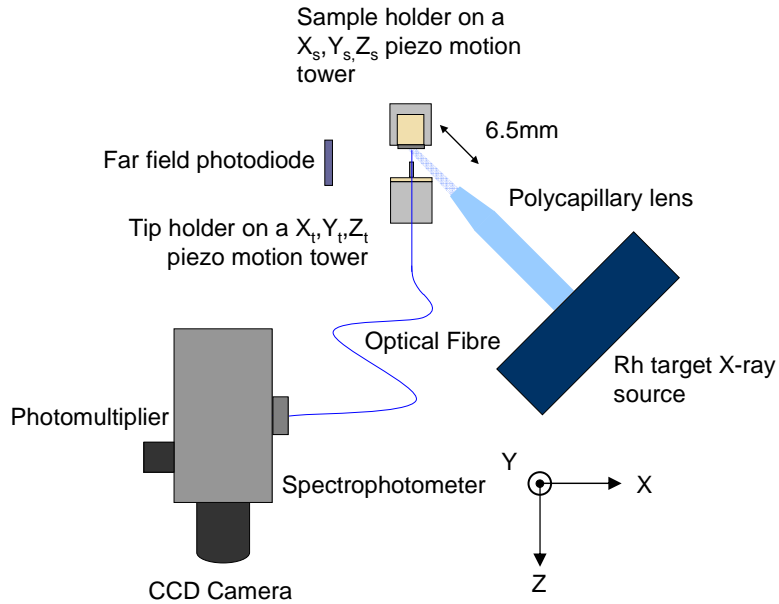 Sample holder on a
Xs,Ys,Zs piezo motion
tower
6.5mm
Far field photodiode
Polycapillary lens
Tip holder on a Xt,Yt,Zt
piezo motion tower
Optical Fibre
Rh target X-ray
source
Photomultiplier
Spectrophotometer
Y
X
CCD Camera
Z